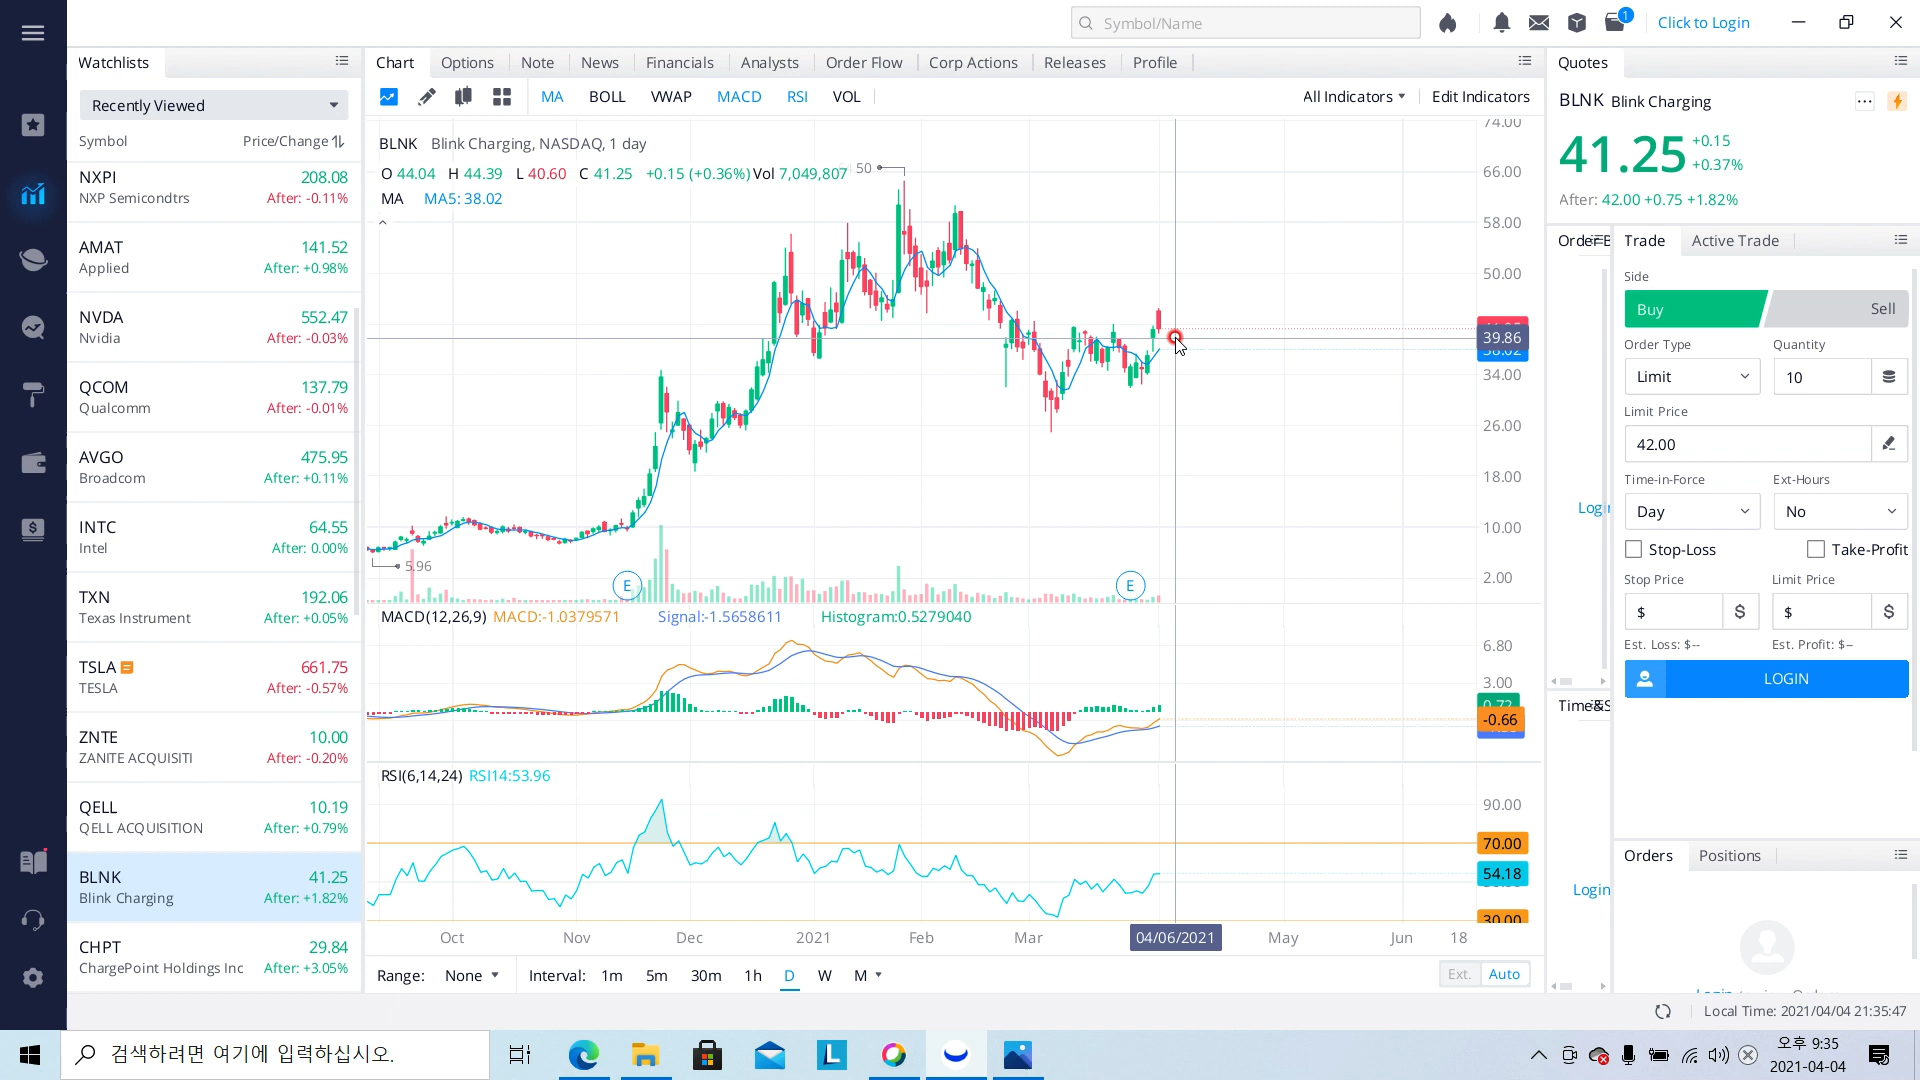 Symbol/Name
1
Click to Login
Watchlists
Recently Viewed
Symbol Price/Change
NXPI 208.08
NXP Semicondtrs After: -0.11%
AMAT 141.52
Applied After: +0.98%
NVDA 552.47
Nvidia After: -0.03%
QCOM 137.79
Qualcomm After: -0.01%
AVGO 475.95
Broadcom After: +0.11%
INTC 64.55
Intel After: 0.00%
TXN 192.06
Texas Instrument After: +0.05%
TSLA 661.75
TESLA After: -0.57%
ZNTE 10.00
ZANITE ACQUISITI After: -0.20%
QELL 10.19
QELL ACQUISITION After: +0.79%
BLNK 41.25
Blink Charging After: +1.82%
CHPT 29.84
ChargePoint Holdings Inc After: +3.05%
Chart Options Note News Financials Analysts Order Flow Corp Actions Releases Profile
MA BOLL VWAP MACD RSI VOL All Indicators Edit Indicators
BLNK Blink Charging, NASDAQ, 1 day
O 44.04 H 44.39 L 40.60 C 41.25 +0.15 (+0.36%) Vol 7,049,807 50
MA MA5: 38.02
74.00
66.00
58.00
50.00
39.86
38.02
34.00
26.00
18.00
10.00
2.00
5.96
E E
MACD(12,26,9) MACD:-1.0379571 Signal:-1.5658611 Histogram:0.5279040
6.80
3.00
0.72
-0.66
RSI(6,14,24) RSI14:53.96
90.00
70.00
54.18
30.00
Oct Nov Dec 2021 Feb Mar 04/06/2021 May Jun 18
Range: None Interval: 1m 5m 30m 1h D W M Ext. Auto
Quotes
BLNK Blink Charging
41.25 +0.15
+0.37%
After: 42.00 +0.75 +1.82%
Trade Active Trade
Side
Buy Sell
Order Type Quantity
Limit 10
Limit Price
42.00
Time-in-Force Ext-Hours
Day No
Stop-Loss Take-Profit
Stop Price Limit Price
$ $ $ $
Est. Loss: $-- Est. Profit: $--
LOGIN
Login
Orders Positions
Login
Local Time: 2021/04/04 21:35:47
검색하려면 여기에 입력하십시오.
L
오후 9:35
2021-04-04